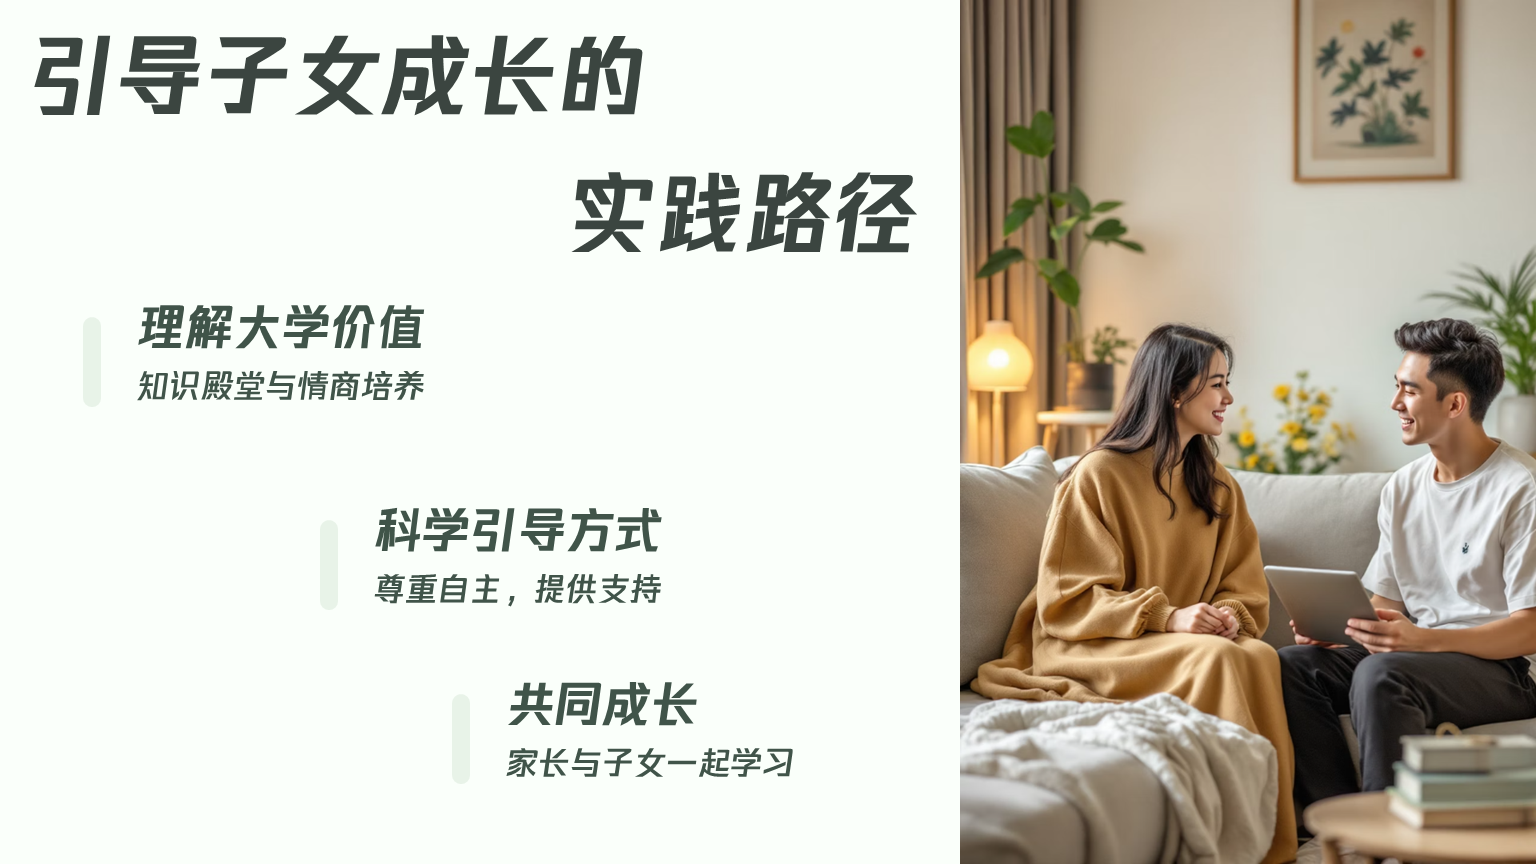 引导子女成长的
实践路径
理解大学价值
知识殿堂与情商培养
科学引导方式
尊重自主，提供支持
共同成长
家长与子女一起学习